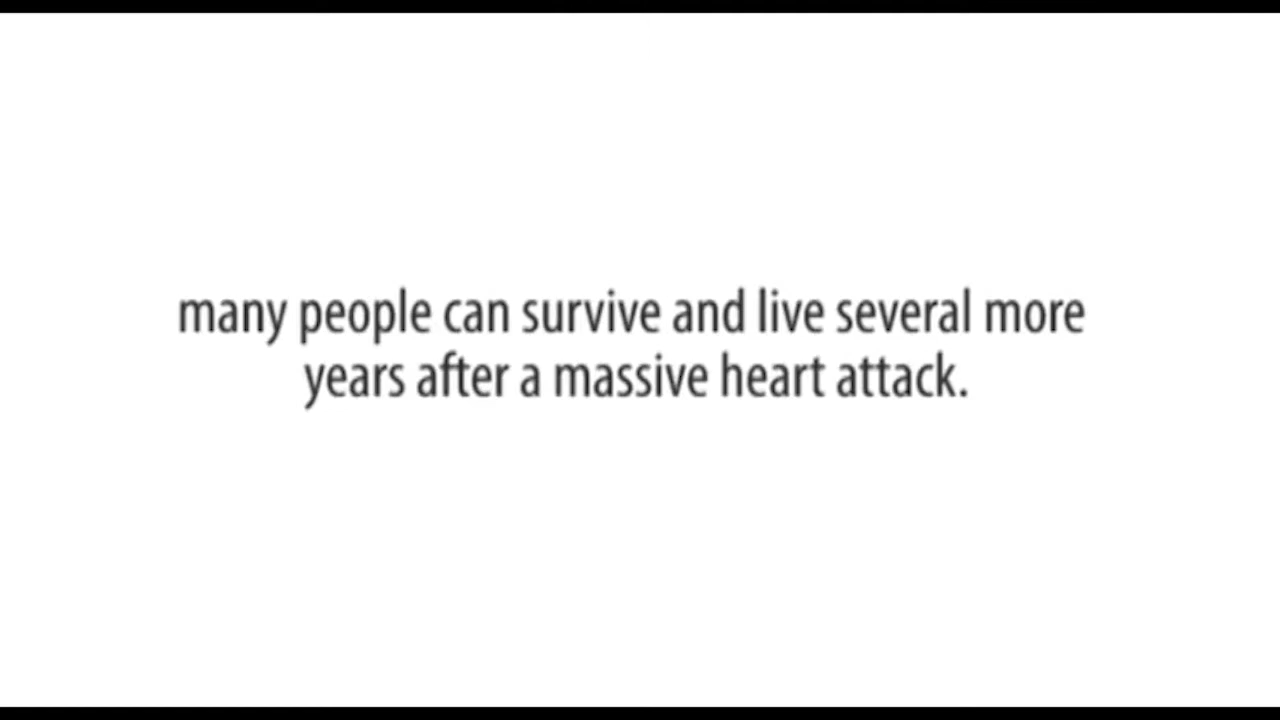 many people can survive and live several more
years after a massive heart attack.